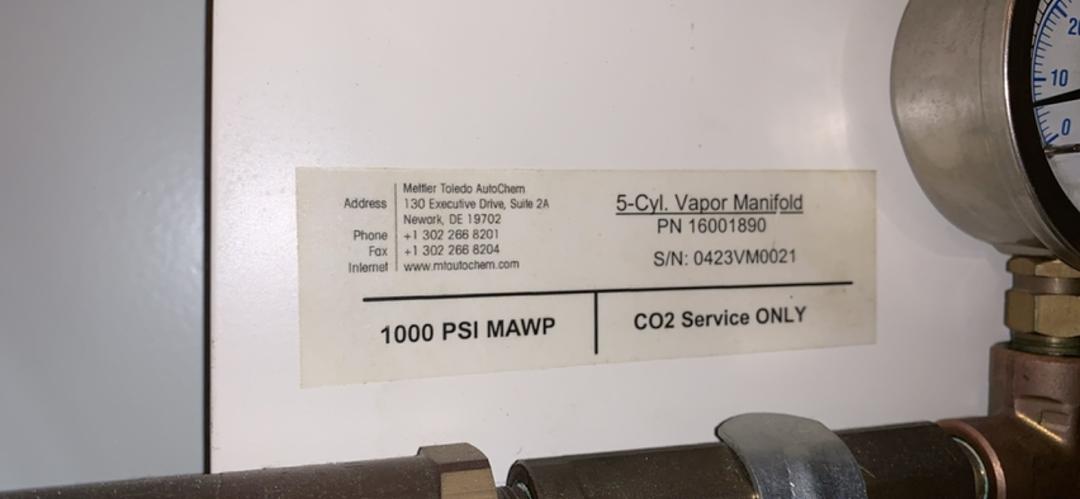 Address
Mettler Toledo AutoChem
130 Executive Drive, Suite 2A
Newark, DE 19702
Phone +1 302 266 8201
Fax +1 302 266 8204
Internet www.mtautochem.com
5-Cyl. Vapor Manifold
PN 16001890
S/N: 0423VM0021
1000 PSI MAWP
CO2 Service ONLY
10
0